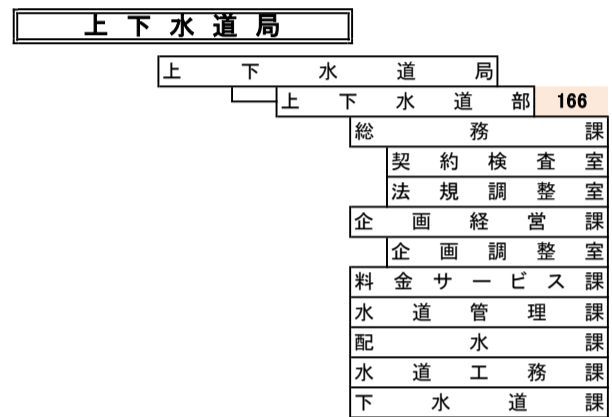 上下水道局
上下水道局
上下水道部 166
総務課
契約検査室
法規調整室
企画経営課
企画調整室
料金サービス課
水道管理課
配水課
水道工務課
下水道課